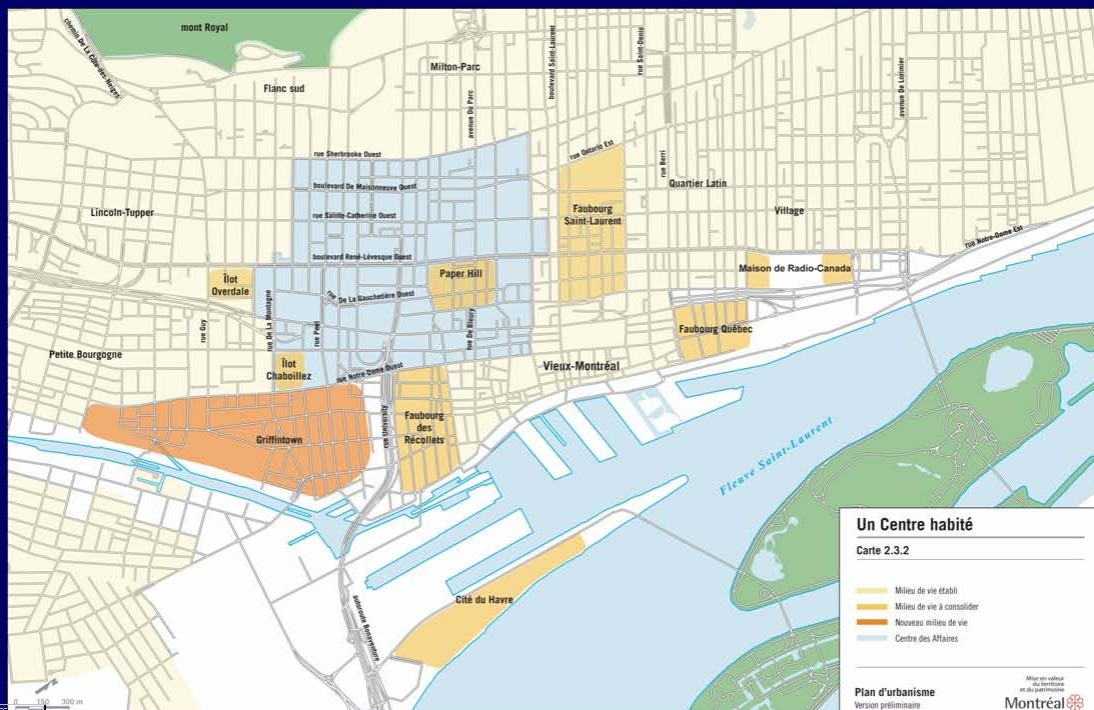 mont Royal
chemin De La Côte-des-Neiges
Flanc sud
Milton-Parc
avenue Du Parc
boulevard Saint-Laurent
rue Saint-Denis
avenue De Lorimier
rue Sherbrooke Ouest
rue Ontario Est
boulevard De Maisonneuve Ouest
rue Berri
Quartier Latin
Lincoln-Tupper
rue Sainte-Catherine Ouest
Faubourg
Saint-Laurent
Village
rue Notre-Dame Est
boulevard René-Lévesque Ouest
Îlot
Overdale
Paper Hill
Maison de Radio-Canada
rue De La Gauchetière Ouest
rue Guy
rue De La Montagne
rue Peel
rue De Bleury
Faubourg Québec
Petite Bourgogne
Îlot
Chaboillez
rue Notre-Dame Ouest
Vieux-Montréal
Griffintown
rue University
Faubourg
des
Récollets
Fleuve Saint-Laurent
Cité du Havre
autoroute Bonaventure
Un Centre habité
Carte 2.3.2
Milieu de vie établi
Milieu de vie à consolider
Nouveau milieu de vie
Centre des Affaires
0 150 300 m
Plan d'urbanisme
Version préliminaire
Mise en valeur
du territoire
et du patrimoine
Montréal